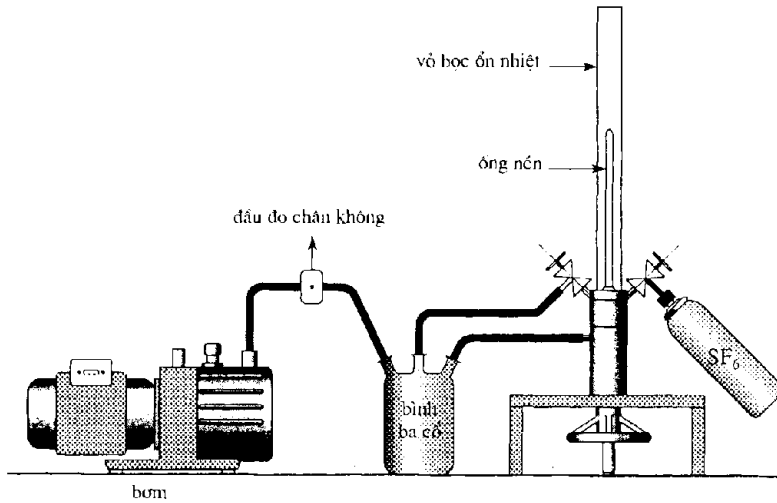 vỏ bọc ổn nhiệt
ống nén
đầu đo chân không
SF6
bình
ba cổ
bơm